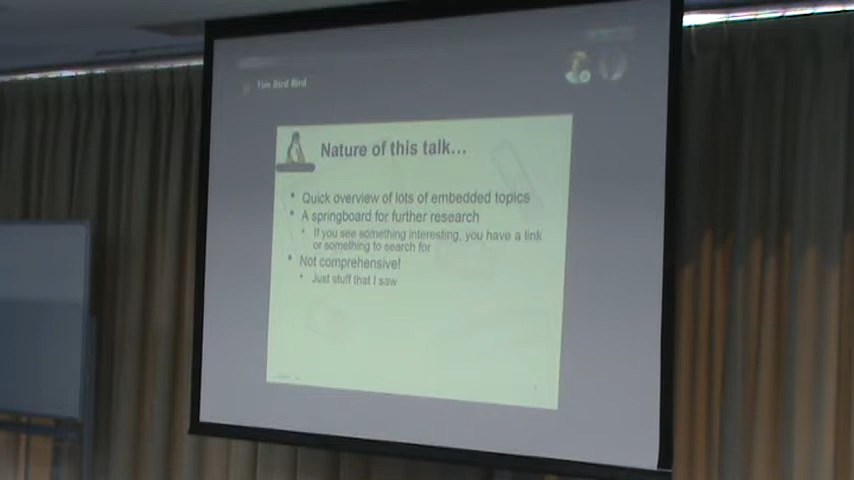 Tim Bird Bird
Nature of this talk...
• Quick overview of lots of embedded topics
• A springboard for further research
• If you see something interesting, you have a link
or something to search for
• Not comprehensive!
• Just stuff that I saw